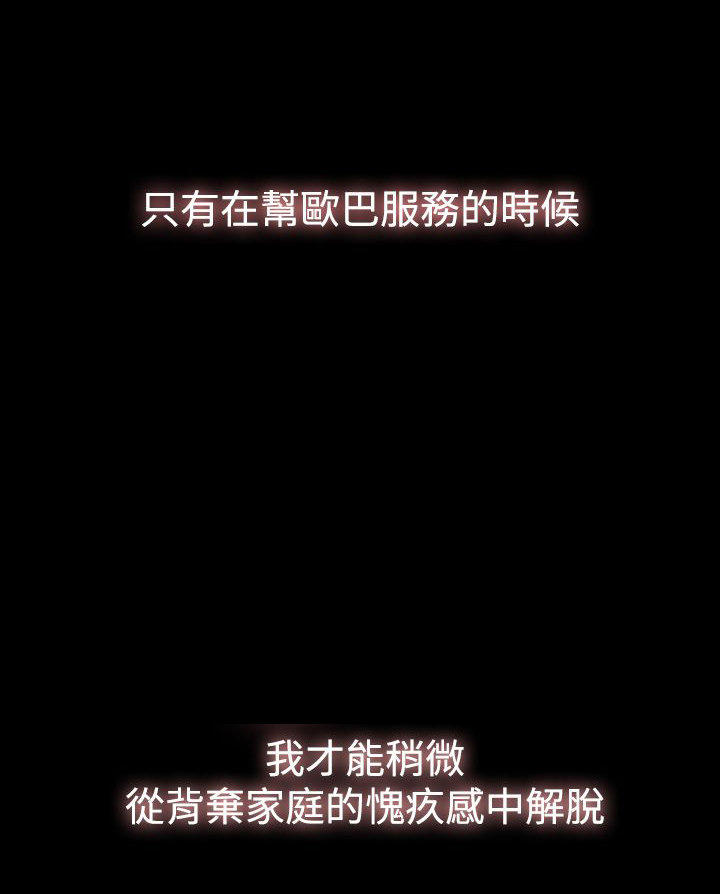 只有在幫歐巴服務的時候
我才能稍微
從背棄家庭的愧疚感中解脫